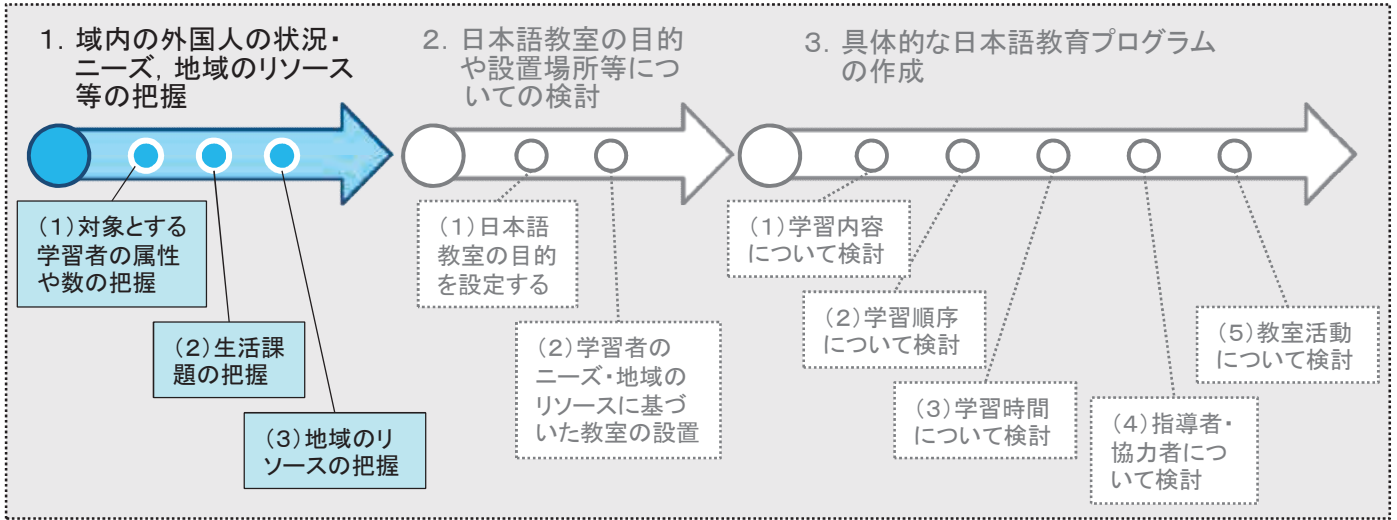 １．域内の外国人の状況・
ニーズ，地域のリソース
等の把握
２．日本語教室の目的
や設置場所等につ
いての検討
３．具体的な日本語教育プログラム
の作成
（１）対象とする
学習者の属性
や数の把握
（２）生活課
題の把握
（３）地域のリ
ソースの把握
（１）日本語
教室の目的
を設定する
（２）学習者の
ニーズ・地域の
リソースに基づ
いた教室の設置
（１）学習内容
について検討
（２）学習順序
について検討
（３）学習時間
について検討
（４）指導者・
協力者につ
いて検討
（５）教室活動
について検討